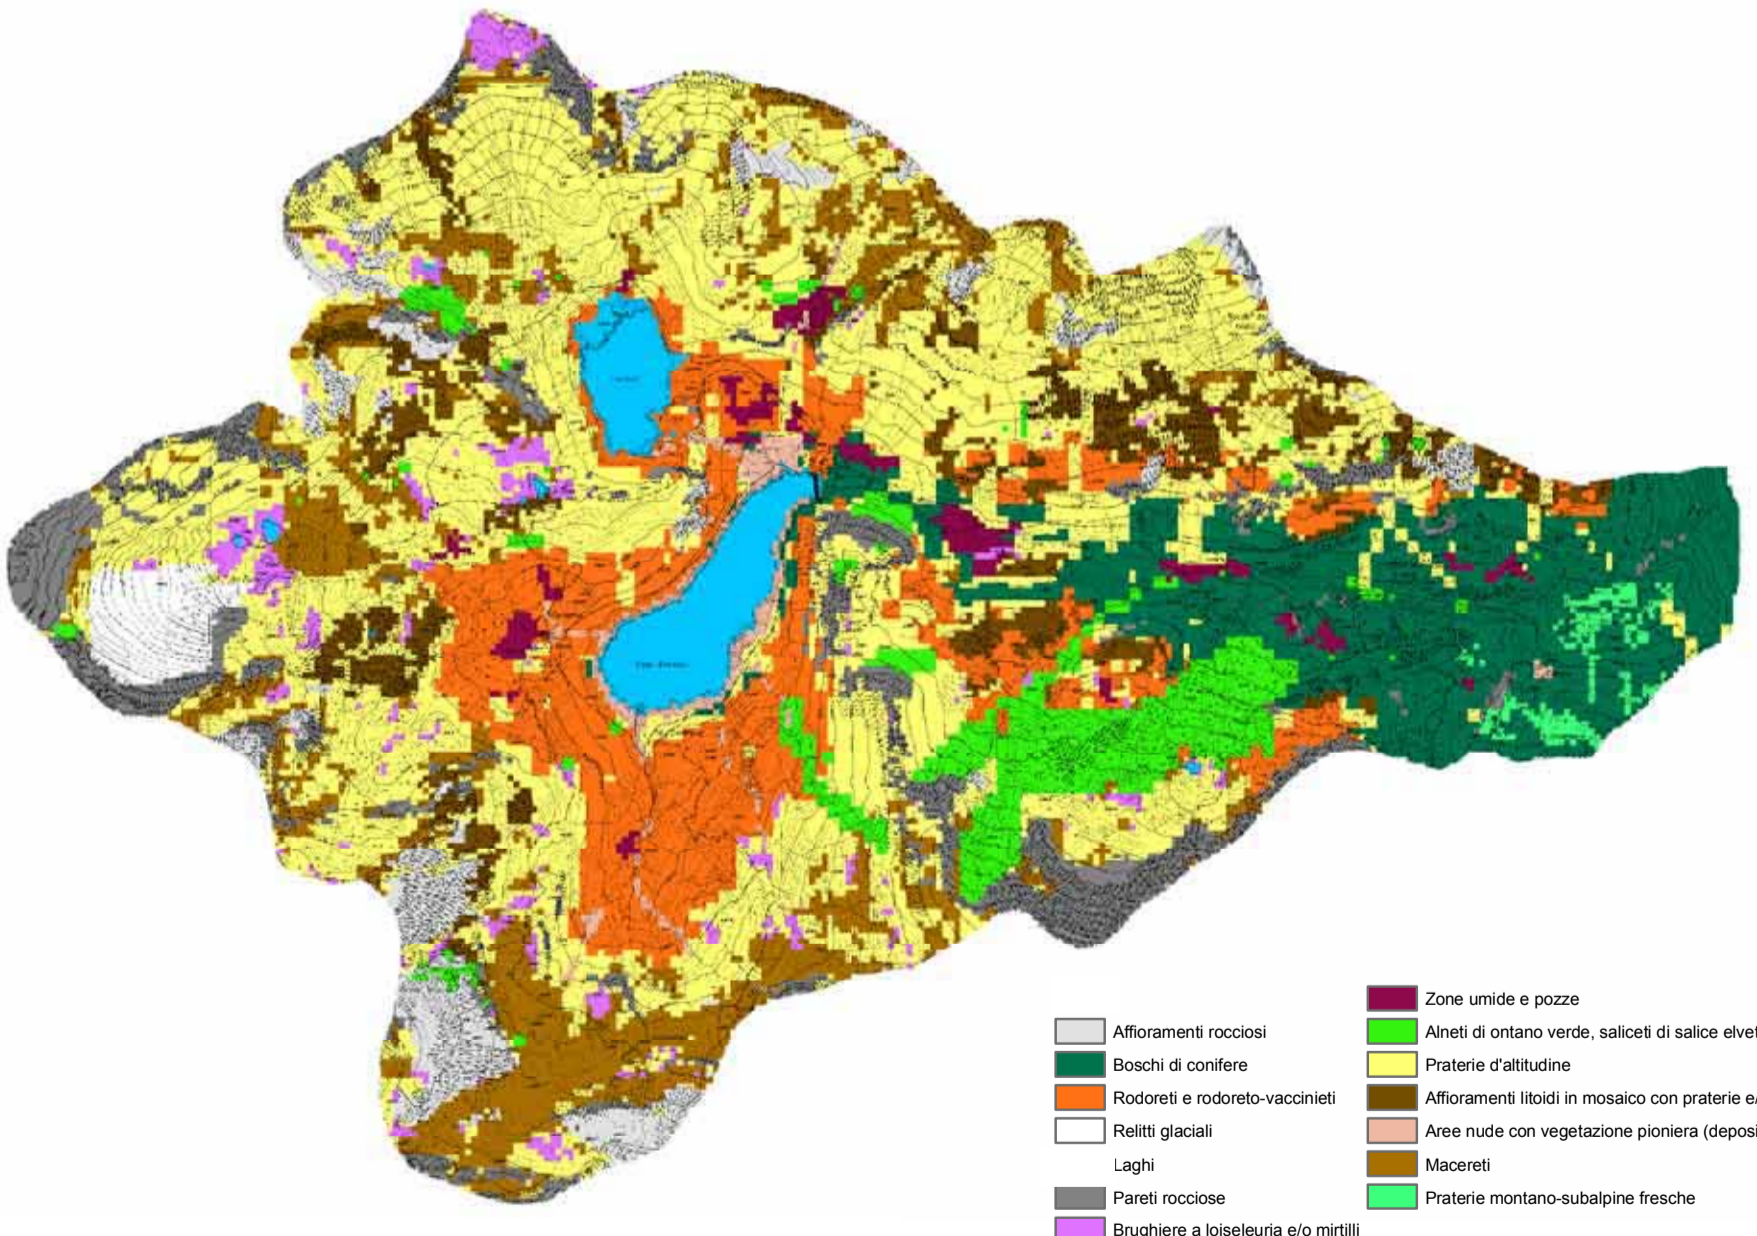 Affioramenti rocciosi
Boschi di conifere
Rodoreti e rodoreto-vaccinieti
Relitti glaciali
Laghi
Pareti rocciose
Brughiere a loiseleuria e/o mirtilli
Zone umide e pozze
Alneti di ontano verde, saliceti di salice elvet
Praterie d'altitudine
Affioramenti litoidi in mosaico con praterie e/
Aree nude con vegetazione pioniera (deposi
Macereti
Praterie montano-subalpine fresche